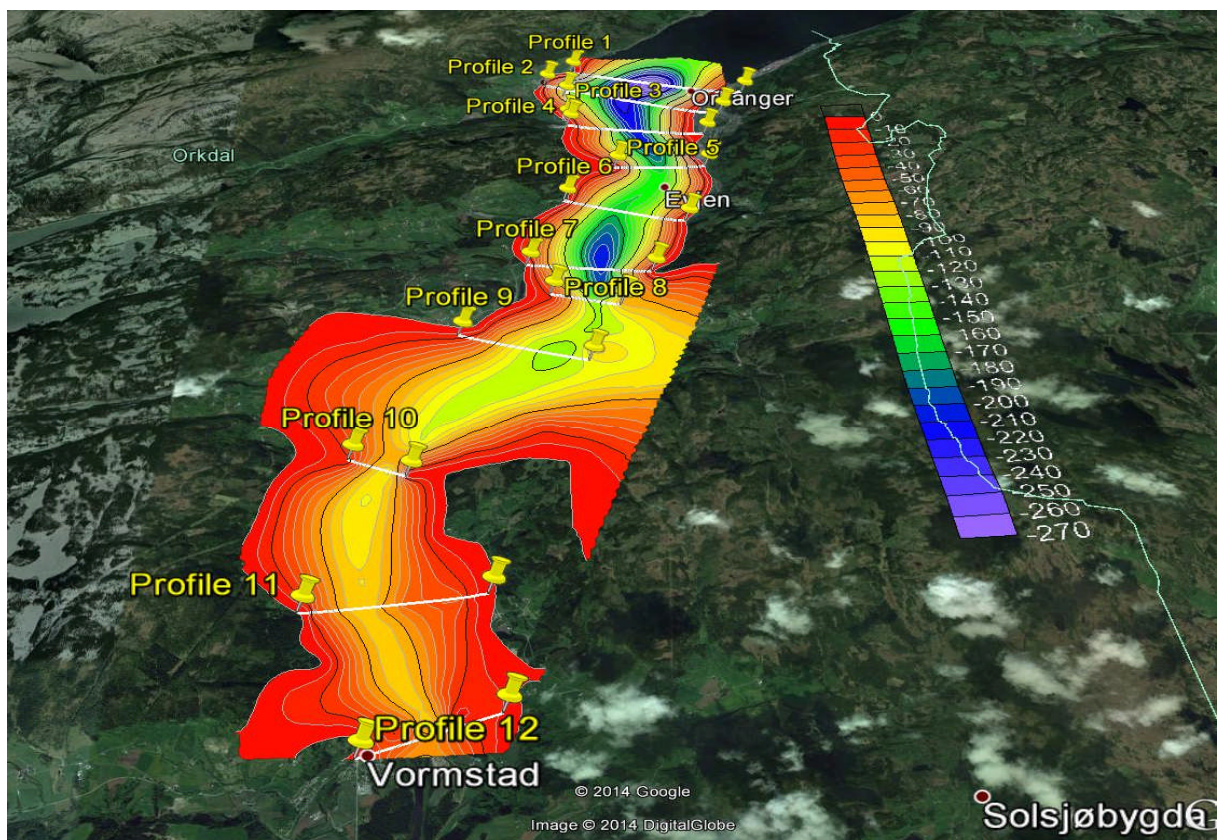 Profile 1
Profile 2
Profile 3
Profile 4
Orkdal
Profile 5
Profile 6
Profile 7
Profile 8
Profile 9
Profile 10
Profile 11
Profile 12
Vormstad
0
-10
-20
-30
-40
-50
-60
-70
-80
-90
-100
-110
-120
-130
-140
-150
-160
-170
-180
-190
-200
-210
-220
-230
-240
-250
-260
-270
© 2014 Google
Image © 2014 DigitalGlobe
Solsjøbygda